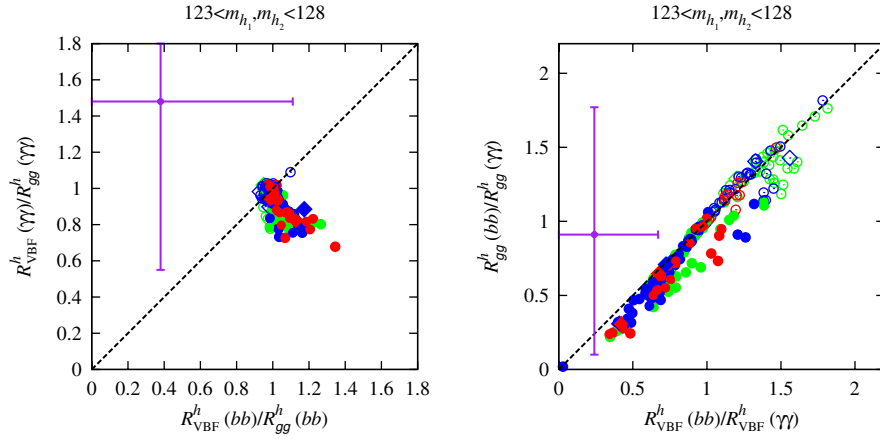 123<m_{h_1},m_{h_2}<128
R^h_{VBF} (γγ)/R^h_{gg} (γγ)
1.8
1.6
1.4
1.2
1
0.8
0.6
0.4
0.2
0
0 0.2 0.4 0.6 0.8 1 1.2 1.4 1.6 1.8
R^h_{VBF} (bb)/R^h_{gg} (bb)
123<m_{h_1},m_{h_2}<128
R^h_{gg} (bb)/R^h_{gg} (γγ)
2
1.5
1
0.5
0
0 0.5 1 1.5 2
R^h_{VBF} (bb)/R^h_{VBF} (γγ)